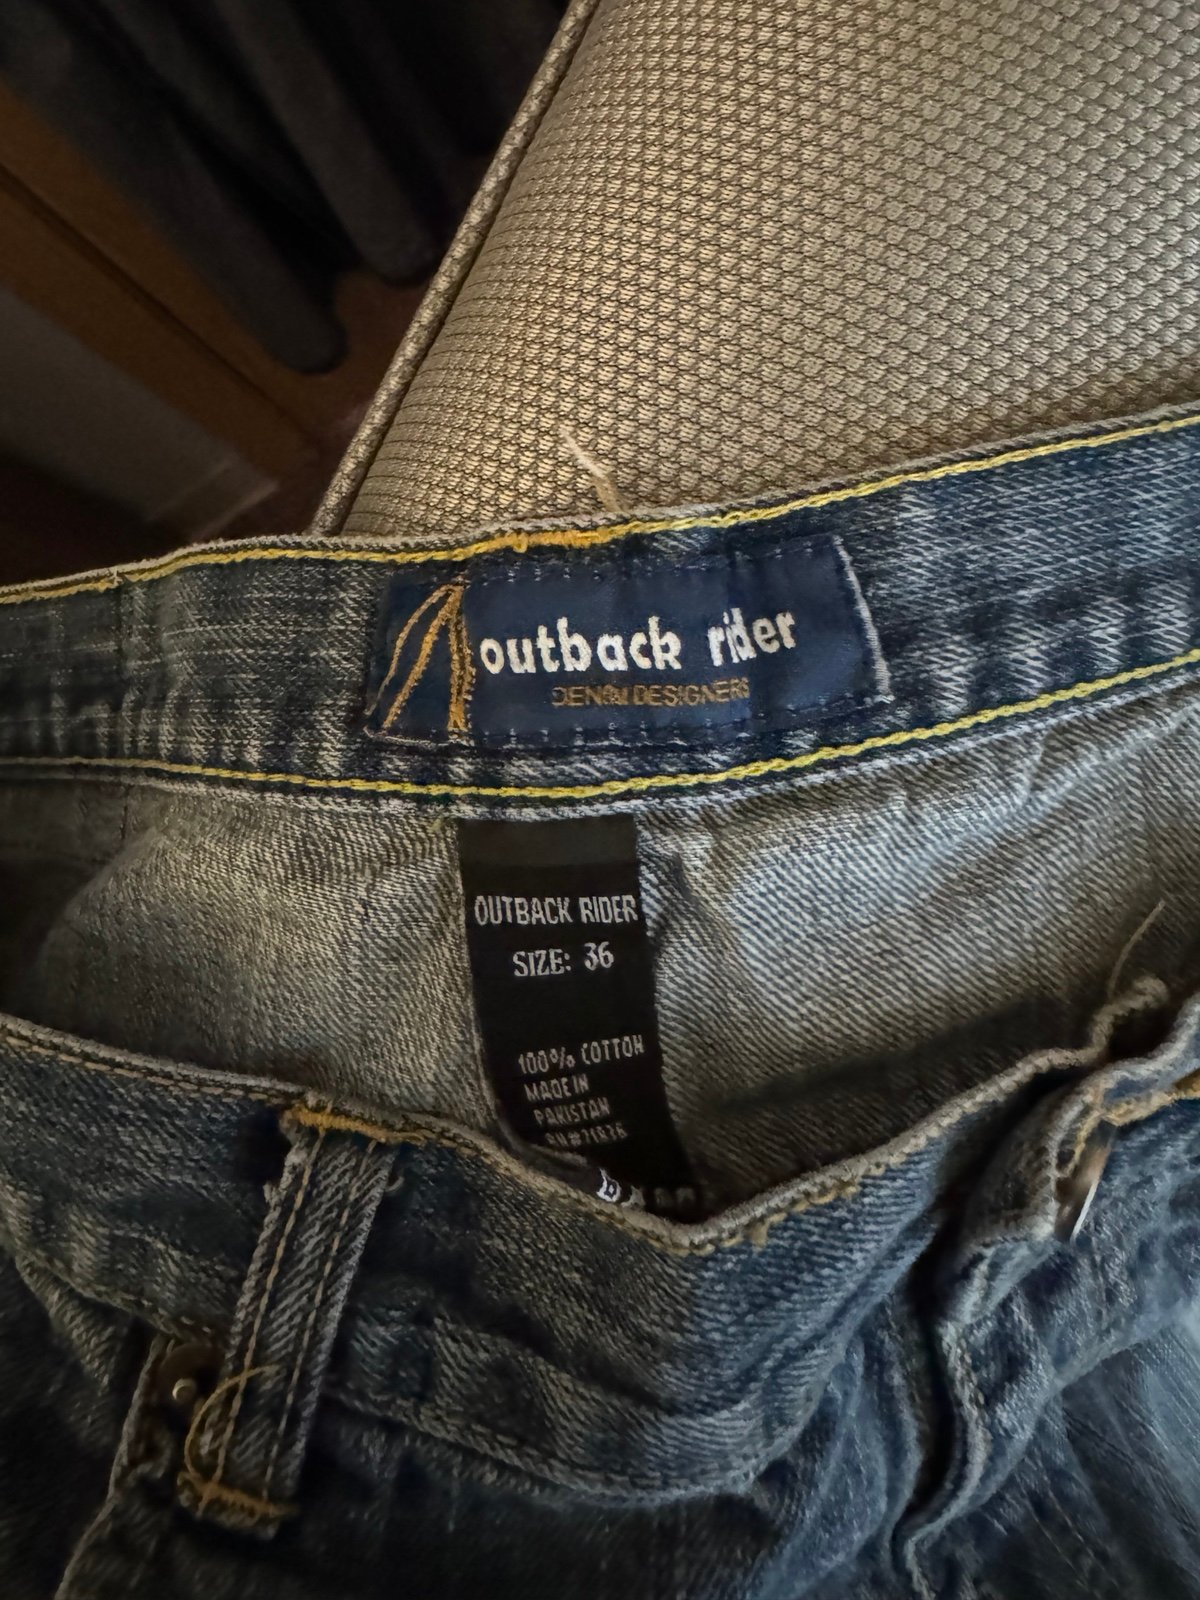 outback rider
DENIM DESIGNERS
OUTBACK RIDER
SIZE: 36
100% COTTON
MADE IN
PAKISTAN